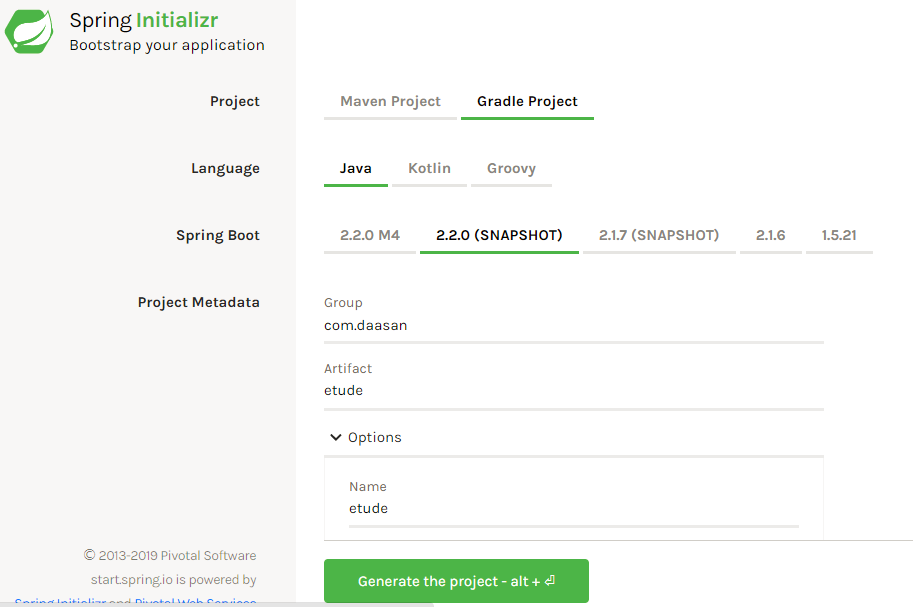 Spring Initializr
Bootstrap your application
Project
Maven Project Gradle Project
Language
Java Kotlin Groovy
Spring Boot
2.2.0 M4 2.2.0 (SNAPSHOT) 2.1.7 (SNAPSHOT) 2.1.6 1.5.21
Project Metadata
Group
com.daasan
Artifact
etude
Options
Name
etude
© 2013-2019 Pivotal Software
start.spring.io is powered by
Spring Initializr and Pivotal Web Services
Generate the project - alt + ⏎